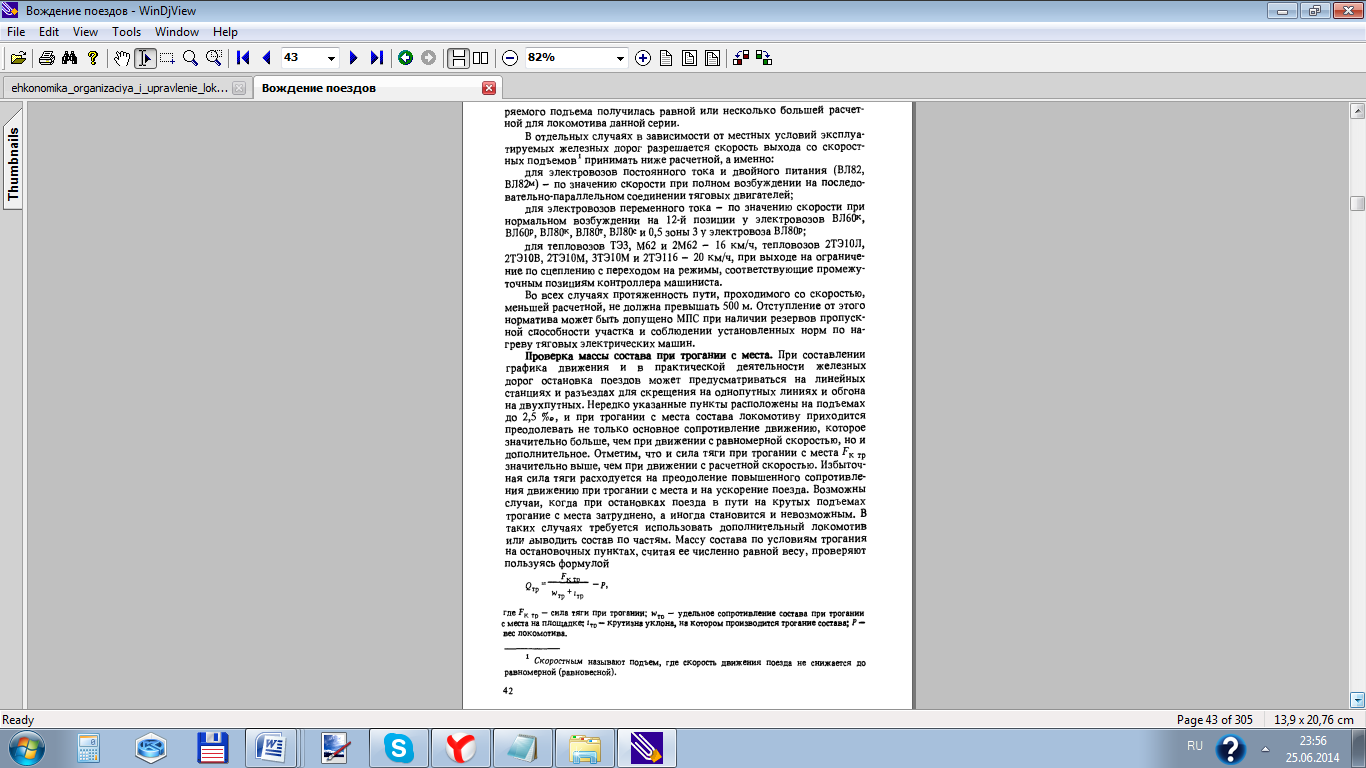 Вождение поездов - WinDjView
File Edit View Tools Window Help
43 82%
ehkonomika_organizaciya_i_upravlenie_lok... Вождение поездов
Thumbnails
ряемого подъема получилась равной или несколько большей расчет-
ной для локомотива данной серии.
В отдельных случаях в зависимости от местных условий эксплуа-
тируемых железных дорог разрешается скорость выхода со скорост-
ных подъемов¹ принимать ниже расчетной, а именно:
для электровозов постоянного тока и двойного питания (ВЛ82,
ВЛ82м) – по значению скорости при полном возбуждении на последо-
вательно-параллельном соединении тяговых двигателей;
для электровозов переменного тока – по значению скорости при
нормальном возбуждении на 12-й позиции у электровозов ВЛ60к,
ВЛ60р, ВЛ80к, ВЛ80т, ВЛ80с и 0,5 зоны 3 у электровоза ВЛ80р;
для тепловозов ТЭ3, М62 и 2М62 – 16 км/ч, тепловозов 2ТЭ10Л,
2ТЭ10В, 2ТЭ10М, 3ТЭ10М и 2ТЭ116 – 20 км/ч, при выходе на ограниче-
ние по сцеплению с переходом на режимы, соответствующие промежу-
точным позициям контроллера машиниста.
Во всех случаях протяженность пути, проходимого со скоростью,
меньшей расчетной, не должна превышать 500 м. Отступление от этого
норматива может быть допущено МПС при наличии резервов пропуск-
ной способности участка и соблюдении установленных норм по на-
греву тяговых электрических машин.
Проверка массы состава при трогании с места. При составлении
графика движения и в практической деятельности железных
дорог остановка поездов может предусматриваться на линейных
станциях и разъездах для скрещения на однопутных линиях и обгона
на двухпутных. Нередко указанные пункты расположены на подъемах
до 2,5 ‰, и при трогании с места состава локомотиву приходится
преодолевать не только основное сопротивление движению, которое
значительно больше, чем при движении с равномерной скоростью, но и
дополнительное. Отметим, что и сила тяги при трогании с места Fк тр
значительно выше, чем при движении с расчетной скоростью. Избыточ-
ная сила тяги расходуется на преодоление повышенного сопротивле-
ния движению при трогании с места и на ускорение поезда. Возможны
случаи, когда при остановках поезда в пути на крутых подъемах
трогание с места затруднено, а иногда становится и невозможным. В
таких случаях требуется использовать дополнительный локомотив
или выводить состав по частям. Массу состава по условиям трогания
на остановочных пунктах, считая ее численно равной весу, проверяют
пользуясь формулой
Qтр = Fк тр / (wтр + iтр) – P,
где Fк тр – сила тяги при трогании; wтр – удельное сопротивление состава при трогании
с места на площадке; iтр – крутизна уклона, на котором производится трогание состава; P –
вес локомотива.
¹ Скоростным называют подъем, где скорость движения поезда не снижается до
равномерной (равновесной).
42
Ready Page 43 of 305 13,9 x 20,76 cm
RU 23:56
25.06.2014